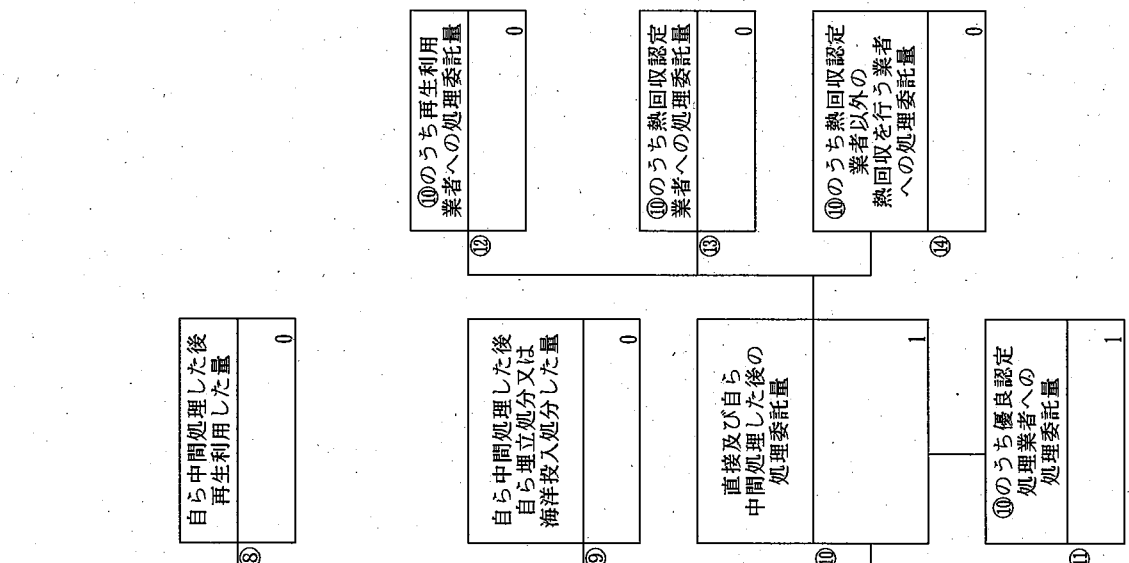 ⑧
自ら中間処理した後
再生利用した量
0
⑨
自ら中間処理した後
自ら埋立処分又は
海洋投入処分した量
0
⑩
直接及び自ら
中間処理した後の
処理委託量
1
⑪
⑩のうち優良認定
処理業者への
処理委託量
1
⑫
⑩のうち再生利用
業者への処理委託量
0
⑬
⑩のうち熱回収認定
業者への処理委託量
0
⑭
⑩のうち熱回収認定
業者以外の
熱回収を行う業者
への処理委託量
0